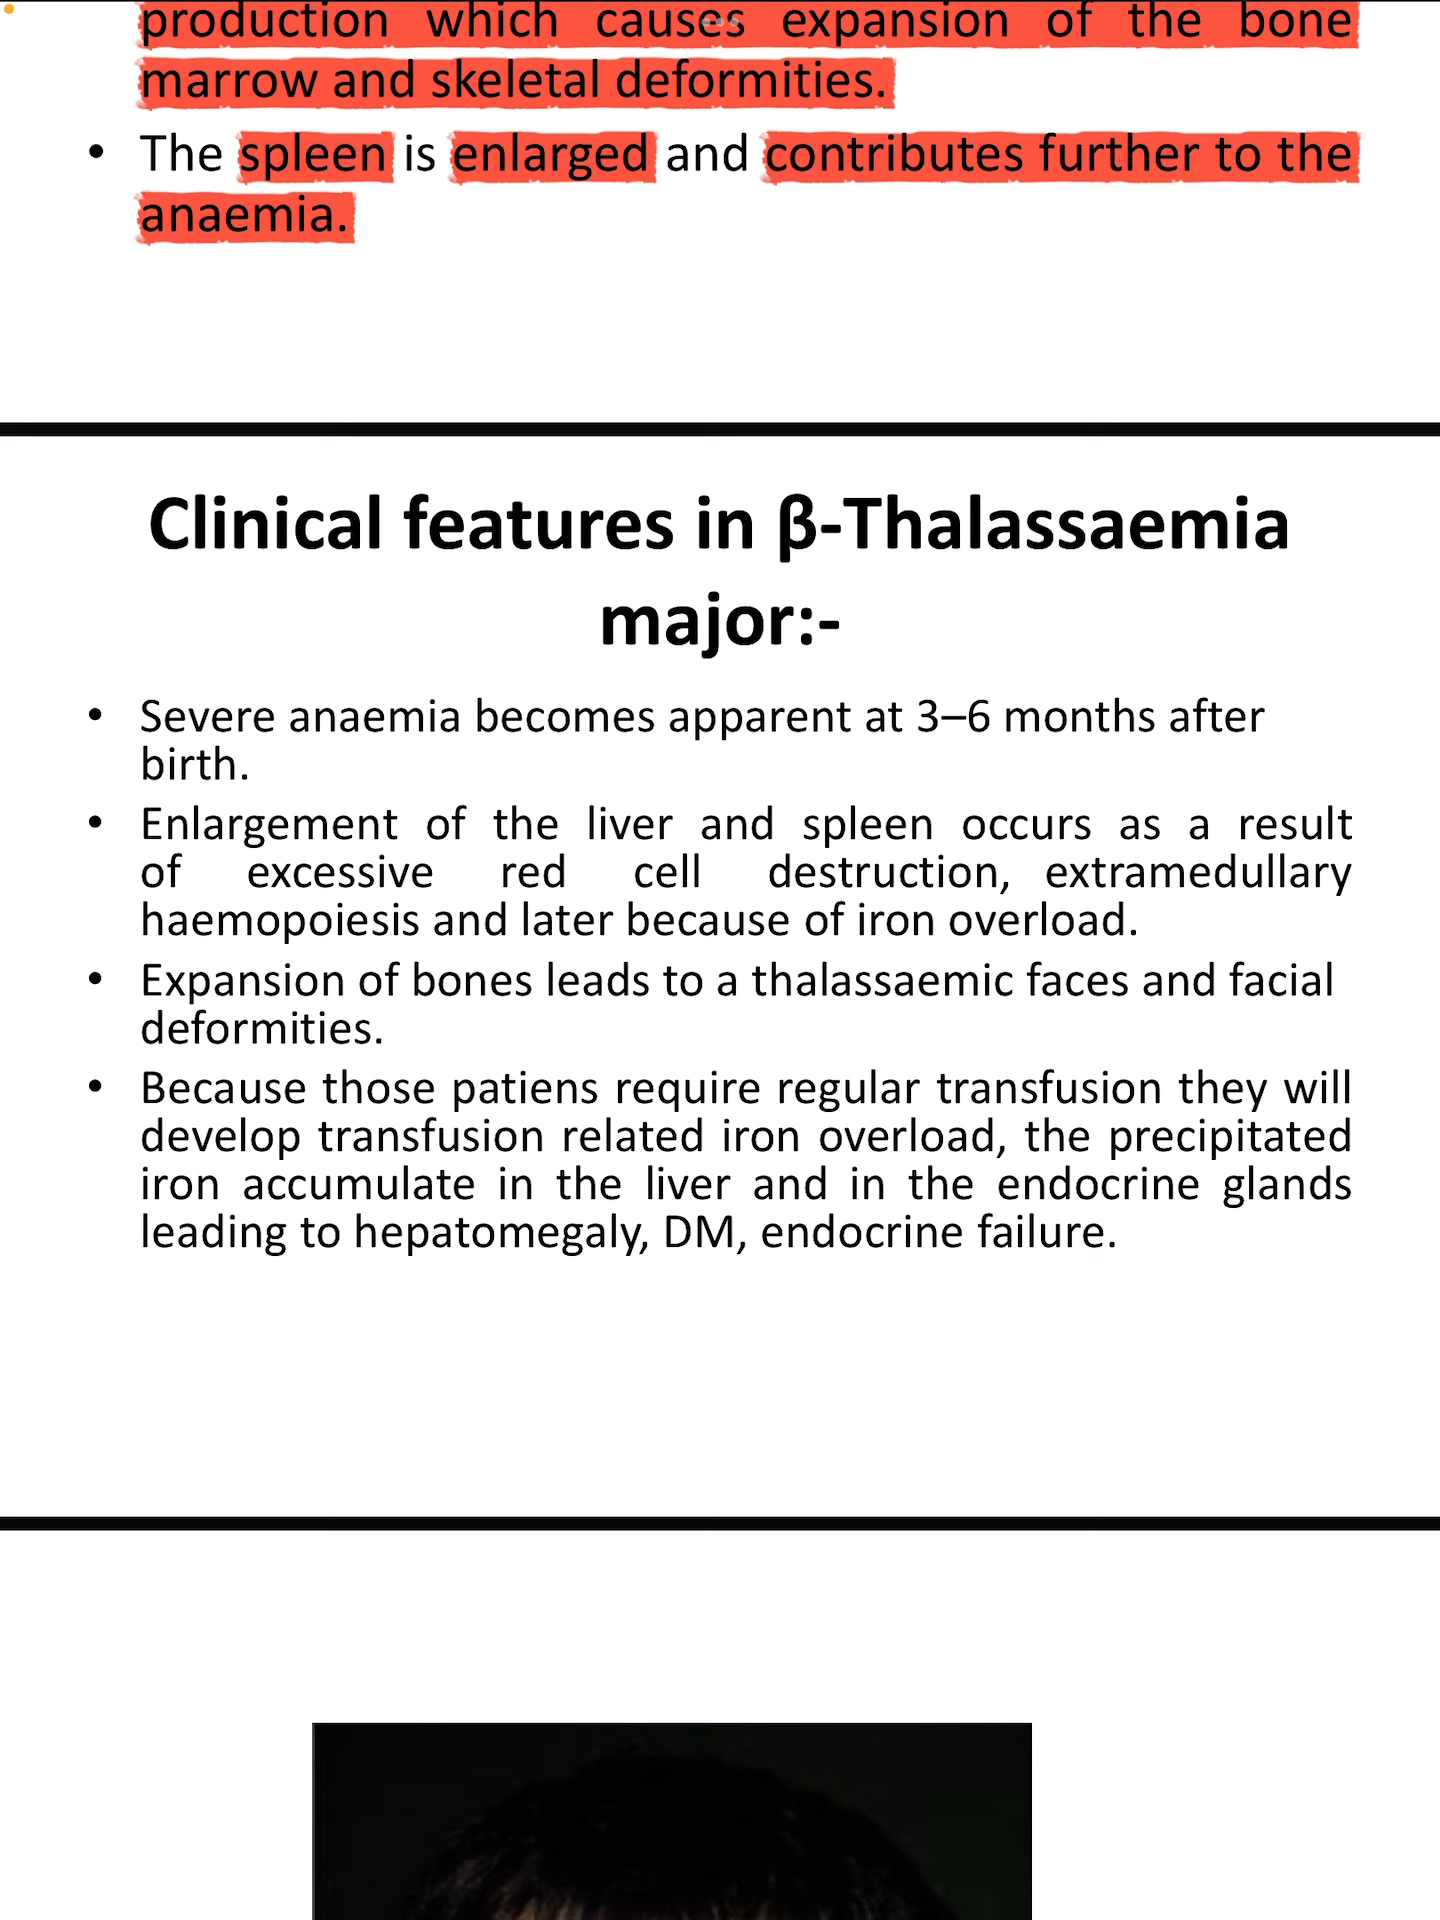 production which causes expansion of the bone
marrow and skeletal deformities.
• The spleen is enlarged and contributes further to the
anaemia.
Clinical features in β-Thalassaemia
major:-
• Severe anaemia becomes apparent at 3–6 months after
birth.
• Enlargement of the liver and spleen occurs as a result
of excessive red cell destruction, extramedullary
haemopoiesis and later because of iron overload.
• Expansion of bones leads to a thalassaemic faces and facial
deformities.
• Because those patiens require regular transfusion they will
develop transfusion related iron overload, the precipitated
iron accumulate in the liver and in the endocrine glands
leading to hepatomegaly, DM, endocrine failure.